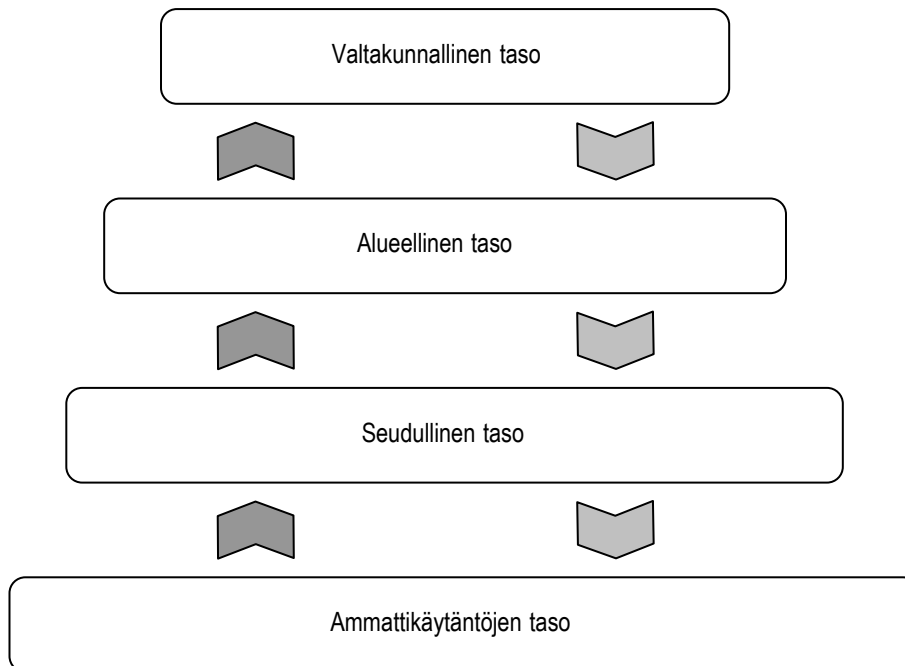 Valtakunnallinen taso
Alueellinen taso
Seudullinen taso
Ammattikäytäntöjen taso